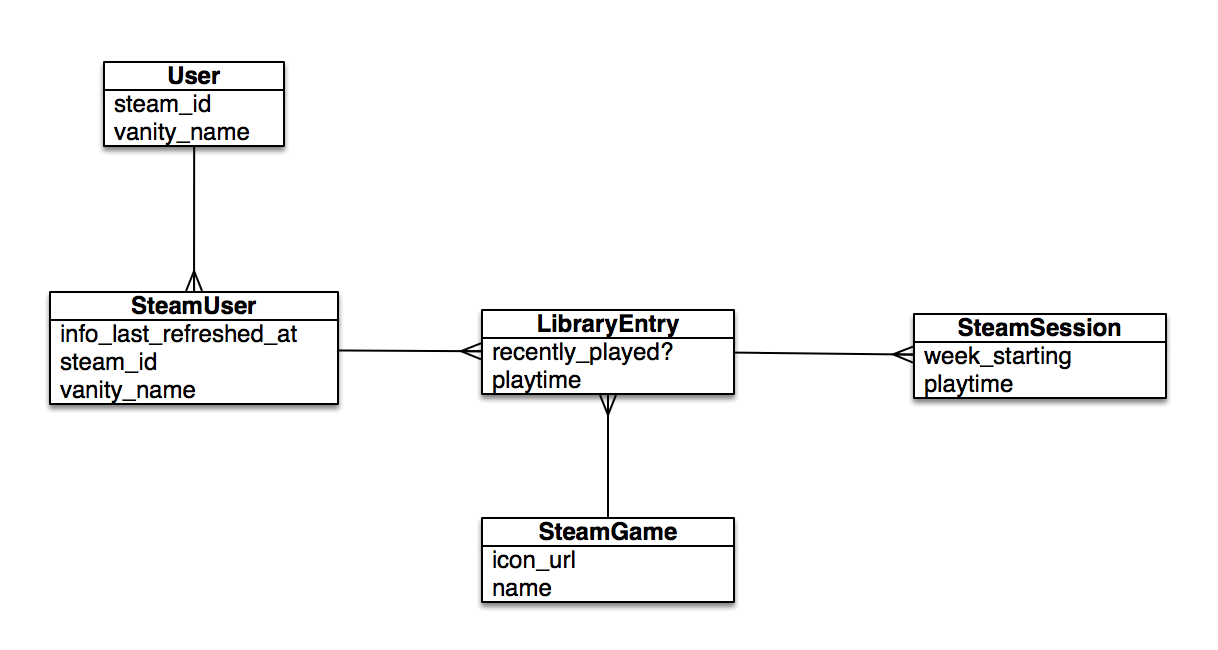 User
steam_id
vanity_name
SteamUser
info_last_refreshed_at
steam_id
vanity_name
LibraryEntry
recently_played?
playtime
SteamSession
week_starting
playtime
SteamGame
icon_url
name